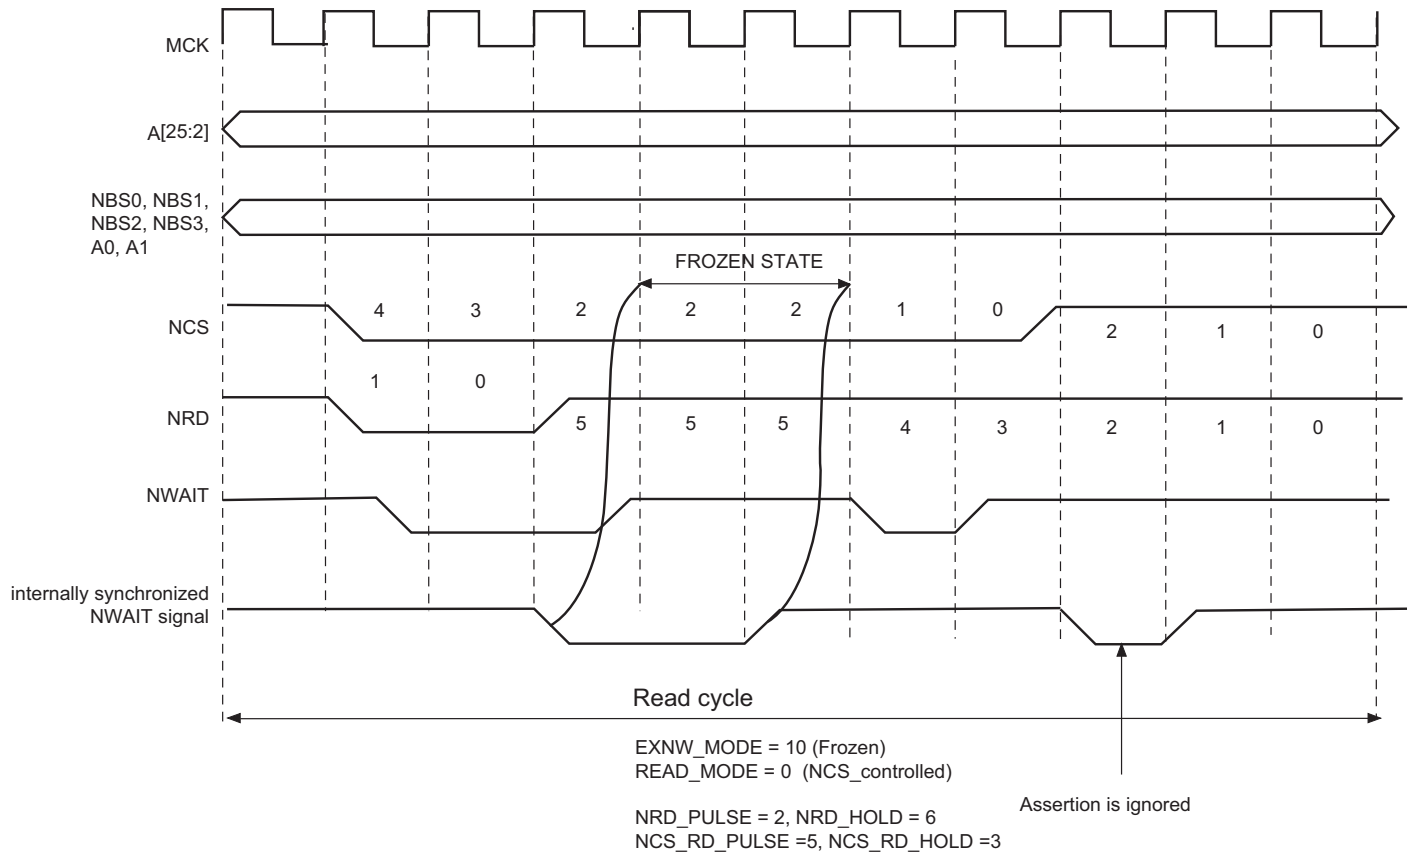 MCK
A[25:2]
NBS0, NBS1,
NBS2, NBS3,
A0, A1
FROZEN STATE
4 3 2 2 2 1 0
NCS
2 1 0
1 0
NRD
5 5 5 4 3 2 1 0
NWAIT
internally synchronized
NWAIT signal
Read cycle
EXNW_MODE = 10 (Frozen)
READ_MODE = 0 (NCS_controlled)
Assertion is ignored
NRD_PULSE = 2, NRD_HOLD = 6
NCS_RD_PULSE =5, NCS_RD_HOLD =3